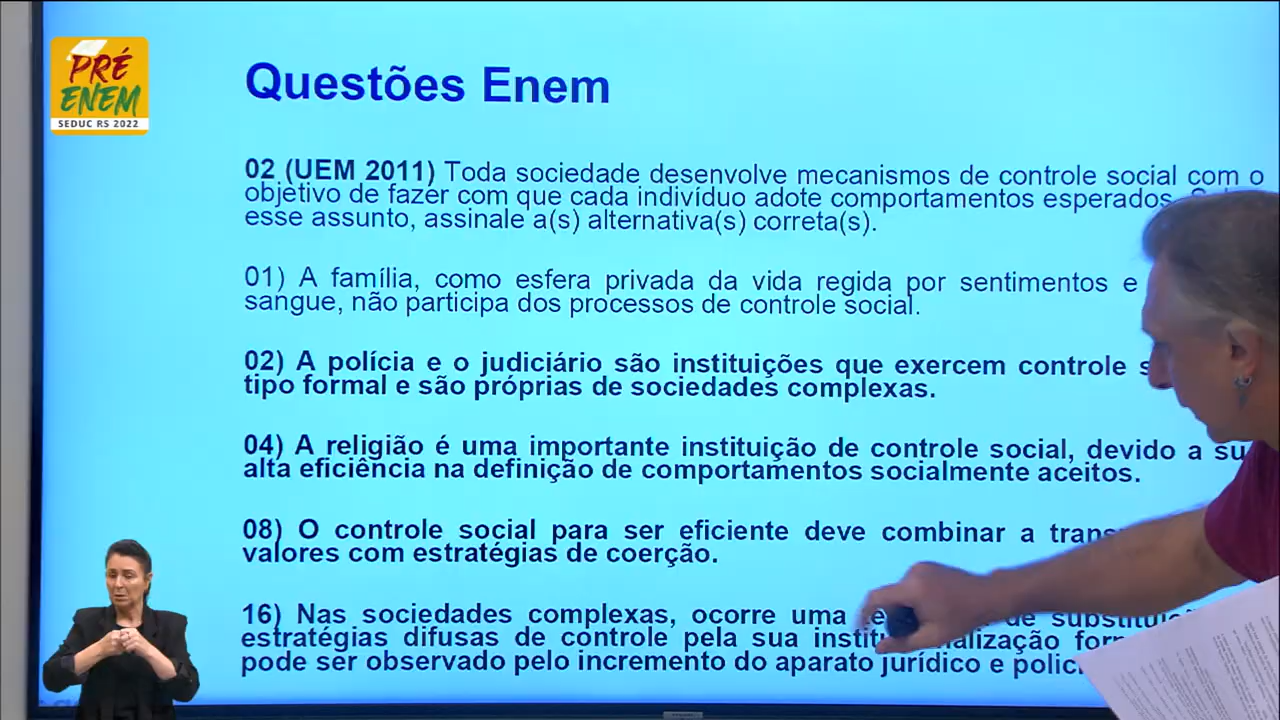 PRÉ
ENEM
SEDUC RS 2022
Questões Enem
02 (UEM 2011) Toda sociedade desenvolve mecanismos de controle social com o
objetivo de fazer com que cada indivíduo adote comportamentos esperados.
esse assunto, assinale a(s) alternativa(s) correta(s).
01) A família, como esfera privada da vida regida por sentimentos e
sangue, não participa dos processos de controle social.
02) A polícia e o judiciário são instituições que exercem controle
tipo formal e são próprias de sociedades complexas.
04) A religião é uma importante instituição de controle social, devido a
alta eficiência na definição de comportamentos socialmente aceitos.
08) O controle social para ser eficiente deve combinar a
valores com estratégias de coerção.
16) Nas sociedades complexas, ocorre uma de
estratégias difusas de controle pela sua
pode ser observado pelo incremento do aparato jurídico e